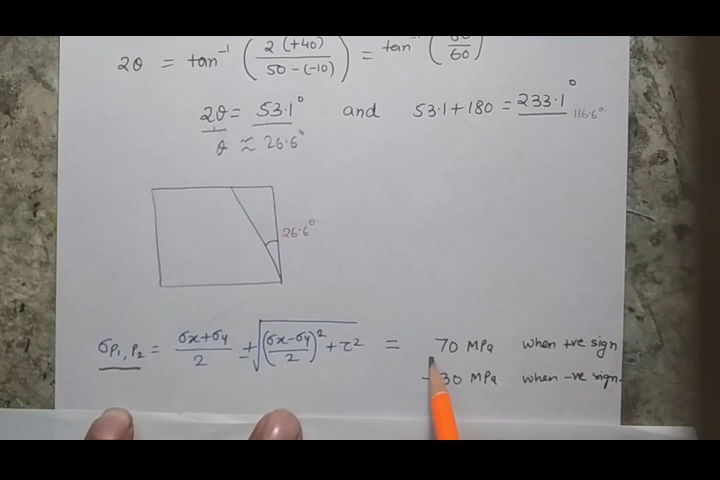 2θ = tan⁻¹ (2 (+40) / 50 - (-10)) = tan⁻¹ (80 / 60)
2θ = 53.1° and 53.1 + 180 = 233.1° 116.6°
θ ≈ 26.6°
26.6°
σP₁, P₂ = (σx + σy)/2 ± √((σx - σy)/2)² + τ² = 70 MPa when +ve sign
-30 MPa when -ve sign.